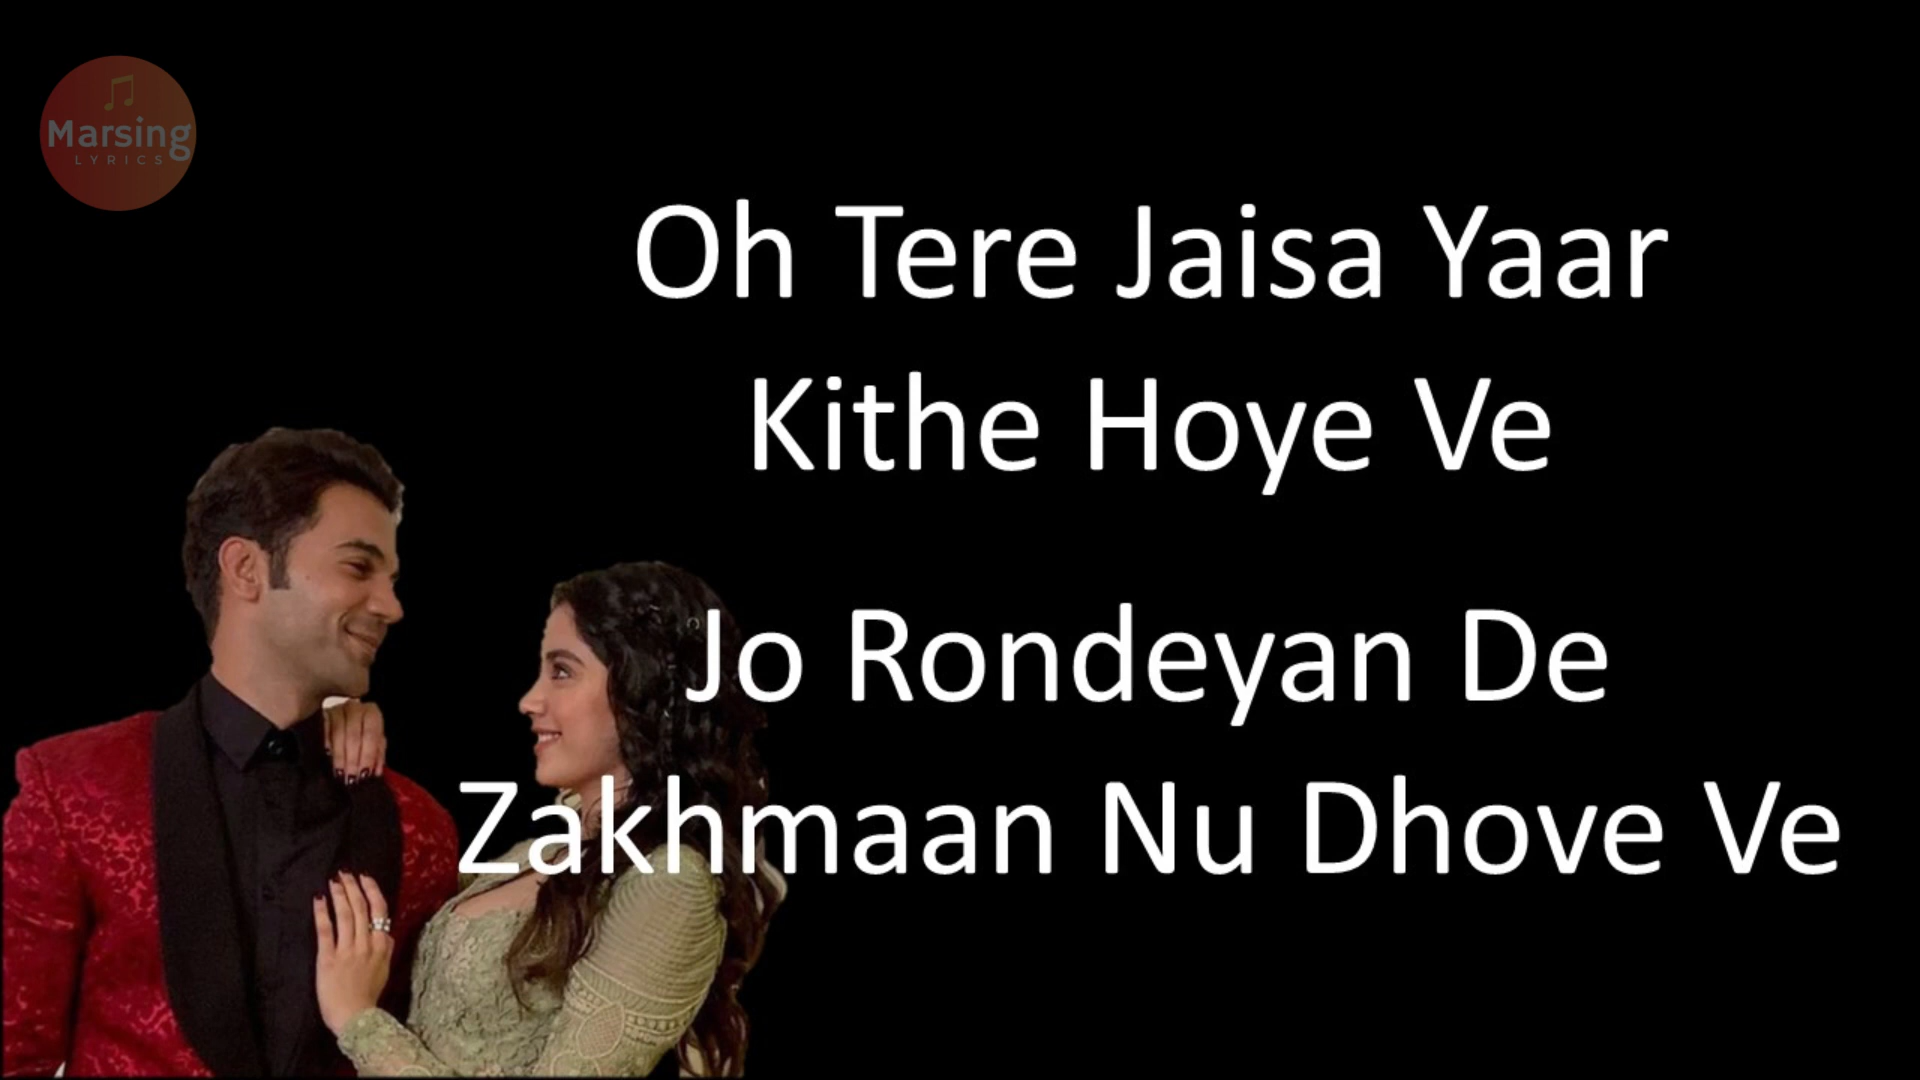 Marsing
LYRICS
Oh Tere Jaisa Yaar
Kithe Hoye Ve
Jo Rondeyan De
Zakhmaan Nu Dhove Ve